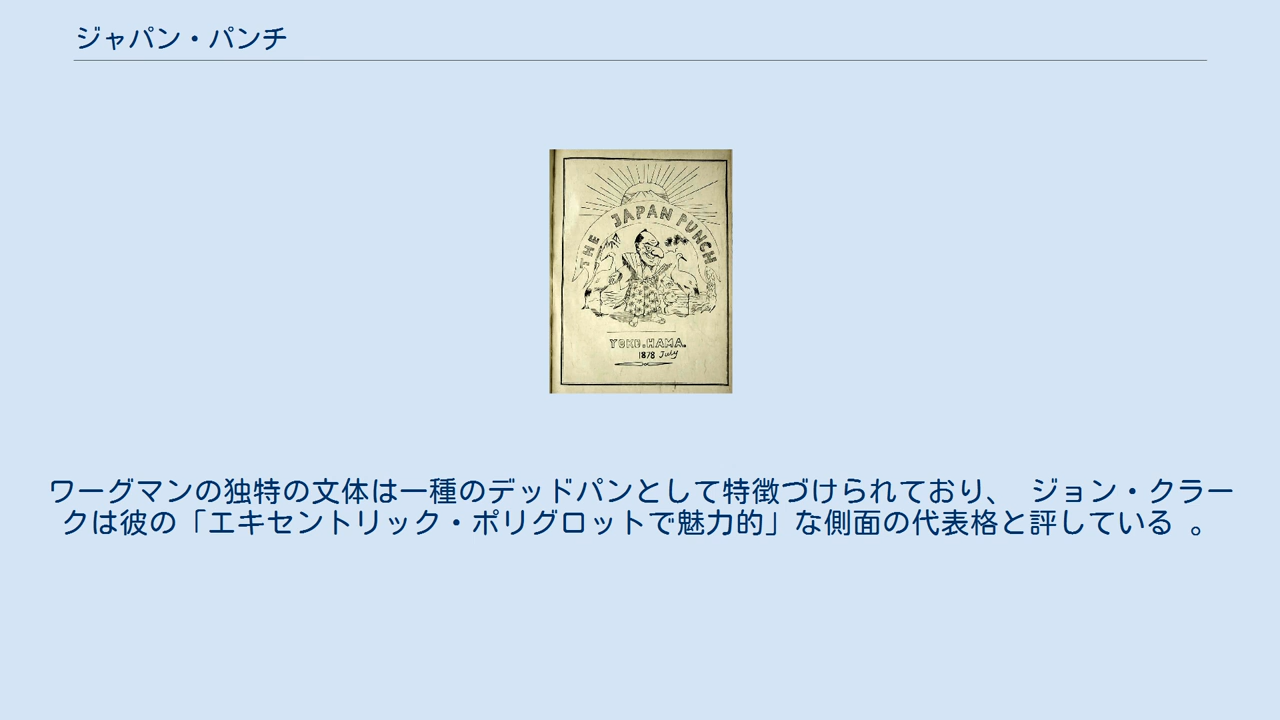 ジャパン・パンチ
THE JAPAN PUNCH
YOKO.HAMA.
1878 July
ワーグマンの独特の文体は一種のデッドパンとして特徴づけられており、 ジョン・クラー
クは彼の「エキセントリック・ポリグロットで魅力的」な側面の代表格と評している 。